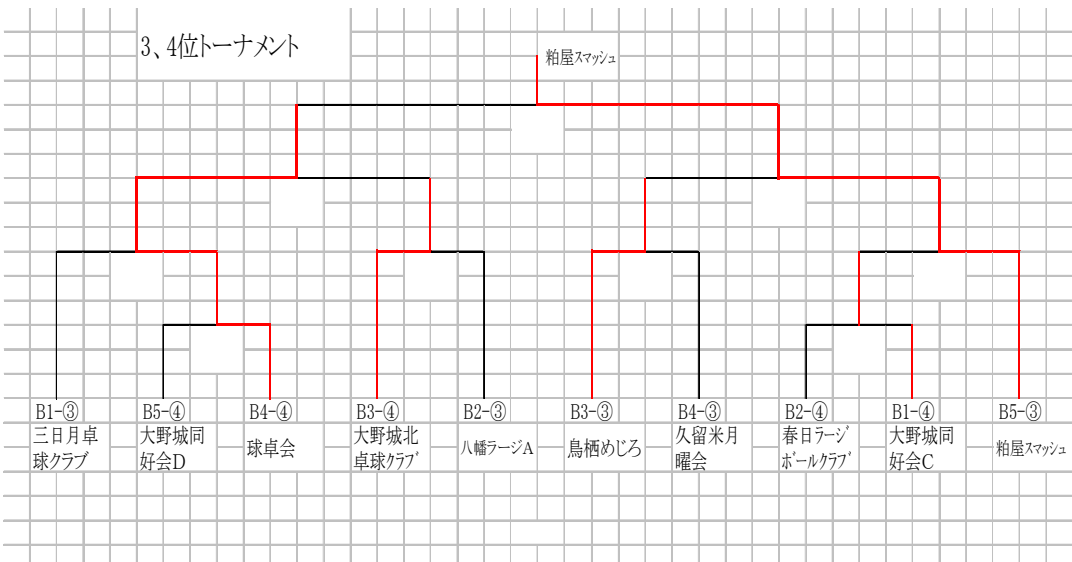 3、4位トーナメント
粕屋スマッシュ
B1-③
三日月卓
球クラブ
B5-④
大野城同
好会D
B4-④
球卓会
B3-④
大野城北
卓球クラブ
B2-③
八幡ラージA
B3-③
鳥栖めじろ
B4-③
久留米月
曜会
B2-④
春日ラージ
ボールクラブ
B1-④
大野城同
好会C
B5-③
粕屋スマッシュ